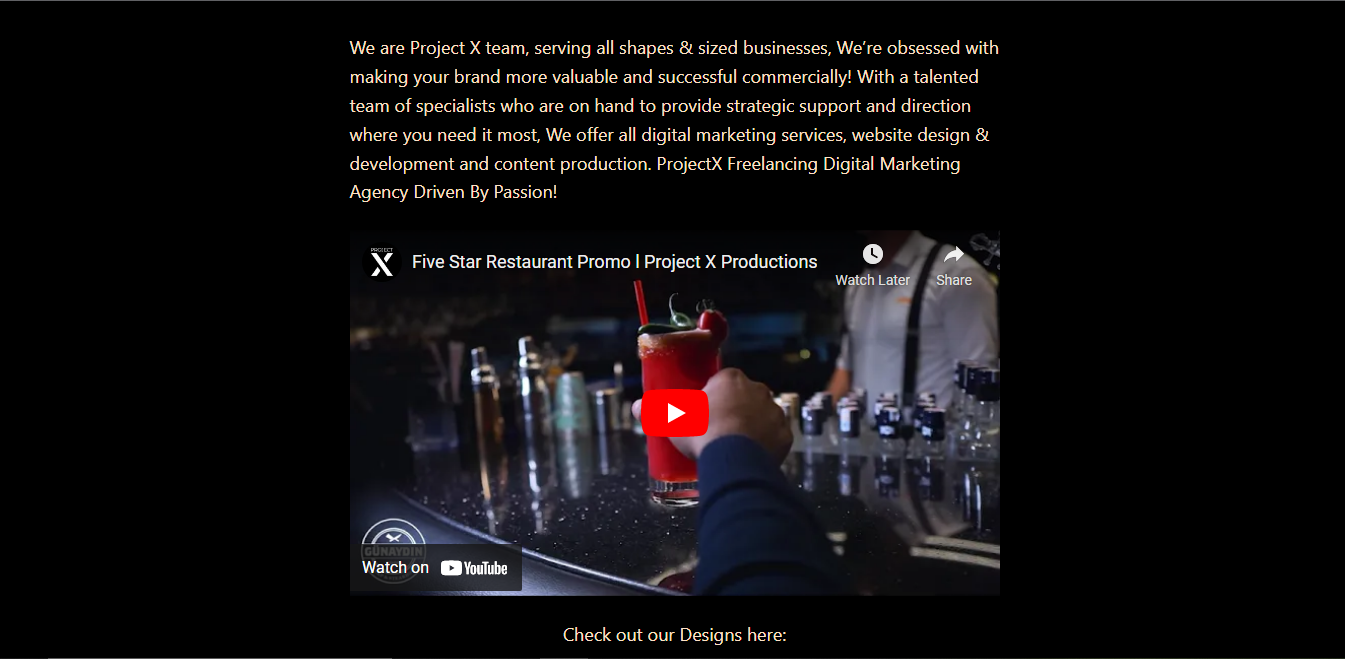 We are Project X team, serving all shapes & sized businesses, We’re obsessed with
making your brand more valuable and successful commercially! With a talented
team of specialists who are on hand to provide strategic support and direction
where you need it most, We offer all digital marketing services, website design &
development and content production. ProjectX Freelancing Digital Marketing
Agency Driven By Passion!
PROJECT
X
Five Star Restaurant Promo l Project X Productions
Watch Later
Share
GÜNAYDIN
Watch on YouTube
Check out our Designs here: